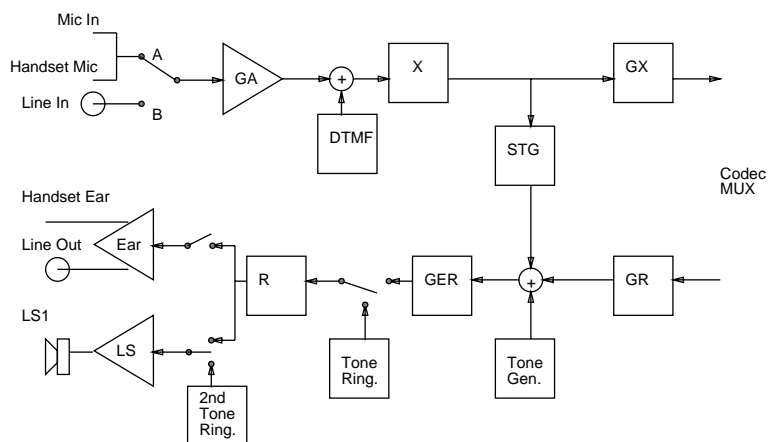 Mic In
A
Handset Mic
GA
+
X
GX
Line In
B
DTMF
STG
Codec
MUX
Handset Ear
Line Out
Ear
R
GER
+
GR
LS1
LS
Tone
Ring.
Tone
Gen.
2nd
Tone
Ring.